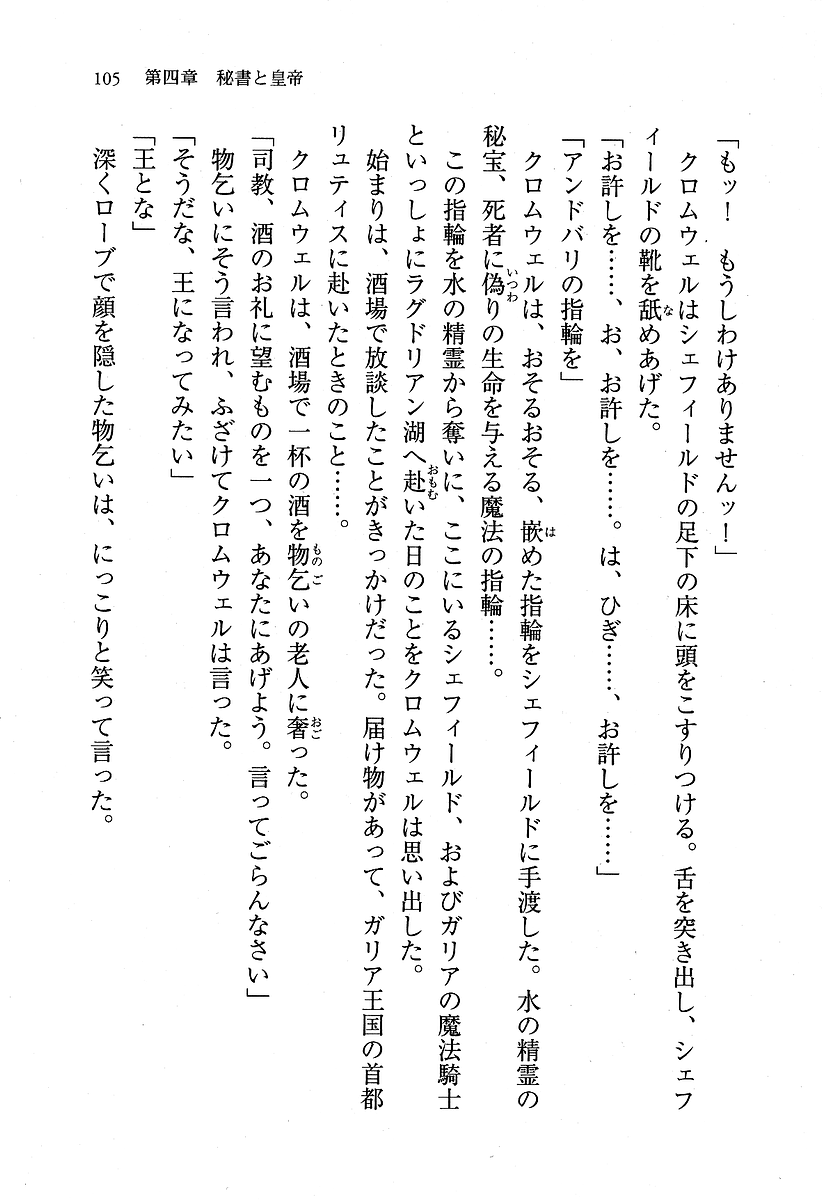 105　第四章　秘書と皇帝
「もッ！　もうしわけありませんッ！」
　クロムウェルはシェフィールドの足下の床に頭をこすりつける。舌を突き出し、シェフ
ィールドの靴を舐めあげた。
「お許しを……、お、お許しを……。は、ひぎ……、お許しを……」
「アンドバリの指輪を」
　クロムウェルは、おそるおそる、嵌めた指輪をシェフィールドに手渡した。水の精霊の
秘宝、死者に偽りの生命を与える魔法の指輪……。
　この指輪を水の精霊から奪いに、ここにいるシェフィールド、およびガリアの魔法騎士
といっしょにラグドリアン湖へ赴いた日のことをクロムウェルは思い出した。
　始まりは、酒場で放談したことがきっかけだった。届け物があって、ガリア王国の首都
リュティスに赴いたときのこと……。
　クロムウェルは、酒場で一杯の酒を物乞いの老人に奢った。
「司教、酒のお礼に望むものを一つ、あなたにあげよう。言ってごらんなさい」
　物乞いにそう言われ、ふざけてクロムウェルは言った。
「そうだな、王になってみたい」
「王とな」
　深くローブで顔を隠した物乞いは、にっこりと笑って言った。